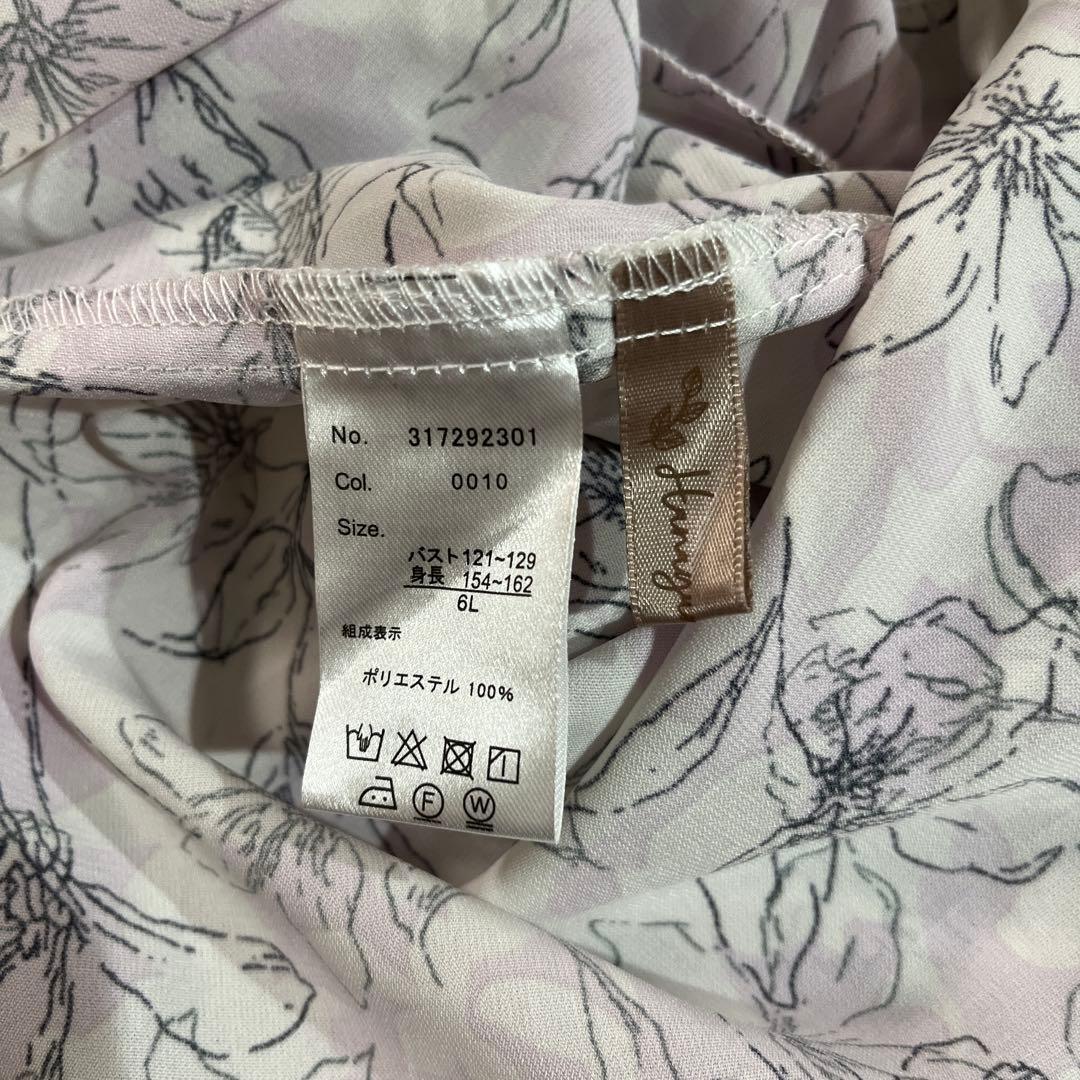 No. 317292301
Col. 0010
Size.
バスト121~129
身長 154~162
6L
組成表示
ポリエステル 100%
F W